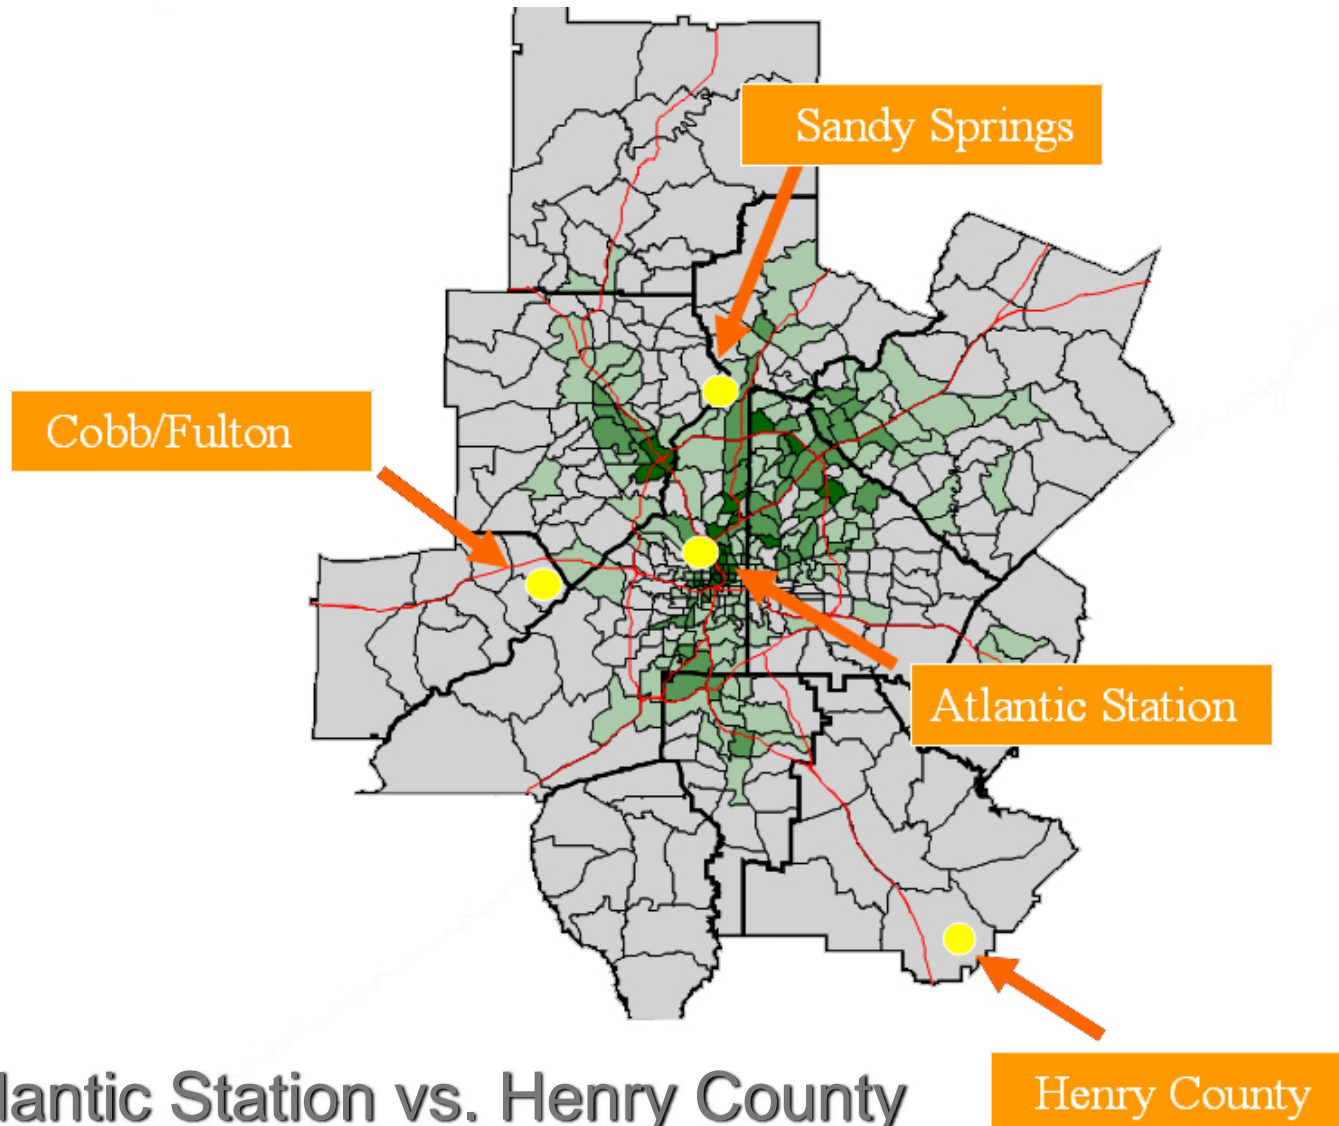 Sandy Springs
Cobb/Fulton
Atlantic Station
Henry County
lantic Station vs. Henry County